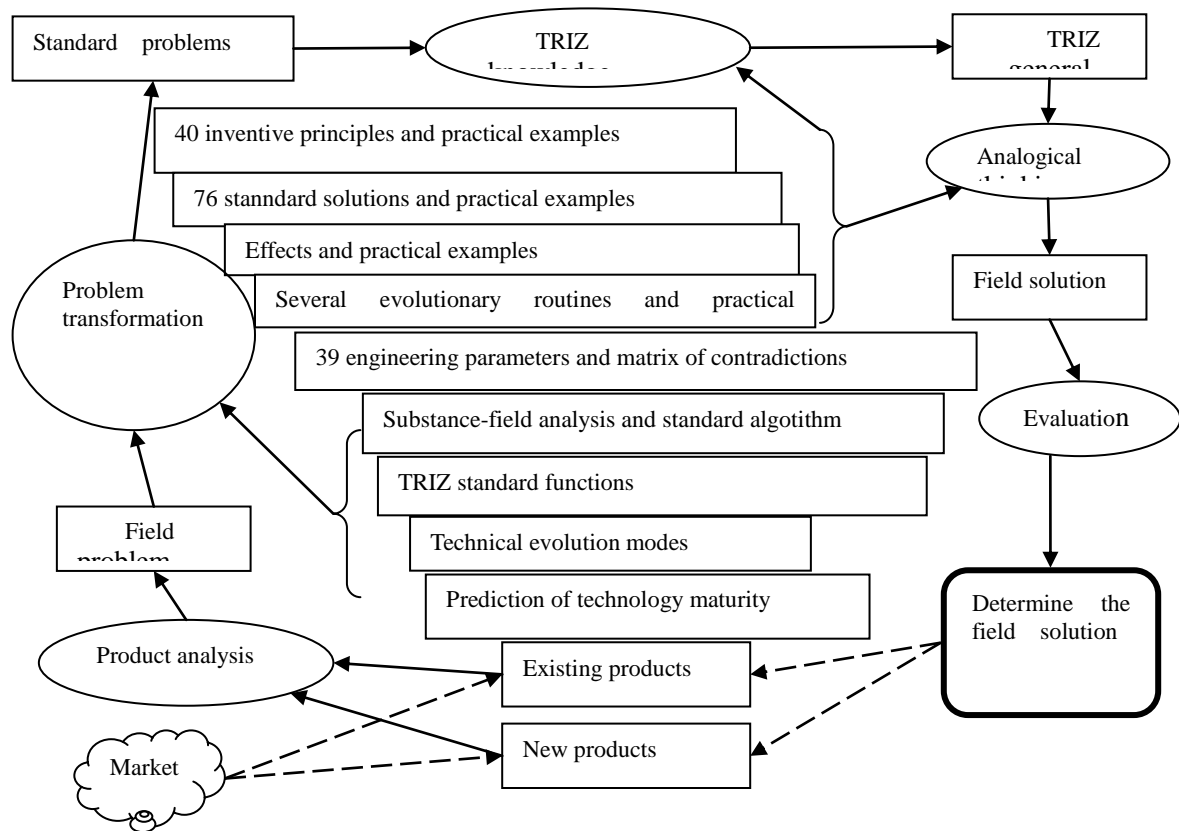 Standard problems
TRIZ
TRIZ
general
40 inventive principles and practical examples
Analogical
76 stanndard solutions and practical examples
Effects and practical examples
Problem
transformation
Several evolutionary routines and practical
Field solution
39 engineering parameters and matrix of contradictions
Substance-field analysis and standard algotithm
Evaluation
TRIZ standard functions
Field
Technical evolution modes
Prediction of technology maturity
Determine the
field solution
Product analysis
Existing products
New products
Market